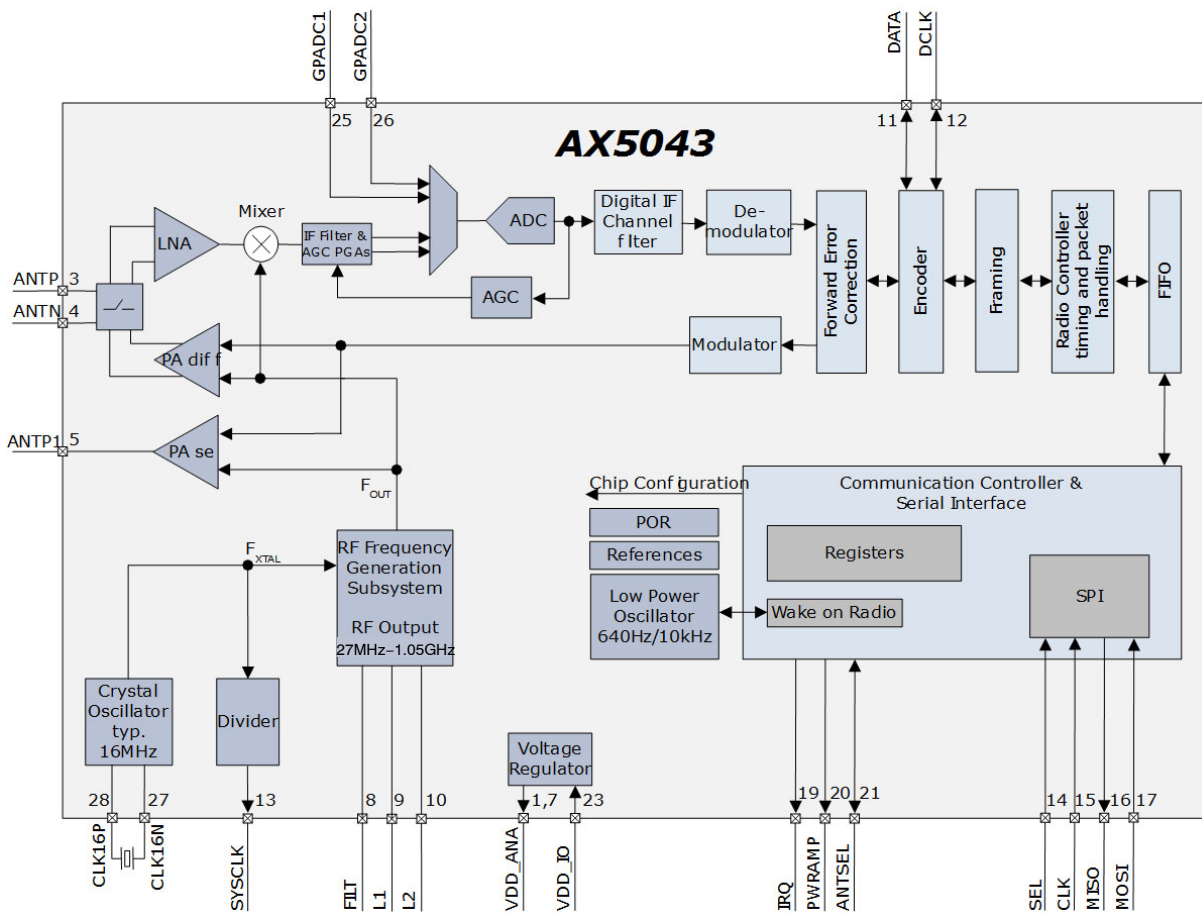 GPADC1
GPADC2
DATA
DCLK
25
26
11
12
AX5043
Mixer
LNA
IF Filter &
AGC PGAs
ADC
Digital IF
Channel
filter
De-
modulator
Forward Error
Correction
Encoder
Framing
Radio Controller
timing and packet
handling
FIFO
ANTP
3
ANTN
4
AGC
PA diff
Modulator
ANTP1
5
PA se
FOUT
Chip Configuration
Communication Controller &
Serial Interface
POR
References
Registers
FXTAL
RF Frequency
Generation
Subsystem
RF Output
27MHz–1.05GHz
Low Power
Oscillator
640Hz/10kHz
Wake on Radio
SPI
Crystal
Oscillator
typ.
16MHz
Divider
Voltage
Regulator
28
27
13
8
9
10
1,7
23
19
20
21
14
15
16
17
CLK16P
CLK16N
SYSCLK
FILT
L1
L2
VDD_ANA
VDD_IO
IRQ
PWRAMP
ANTSEL
SEL
CLK
MISO
MOSI